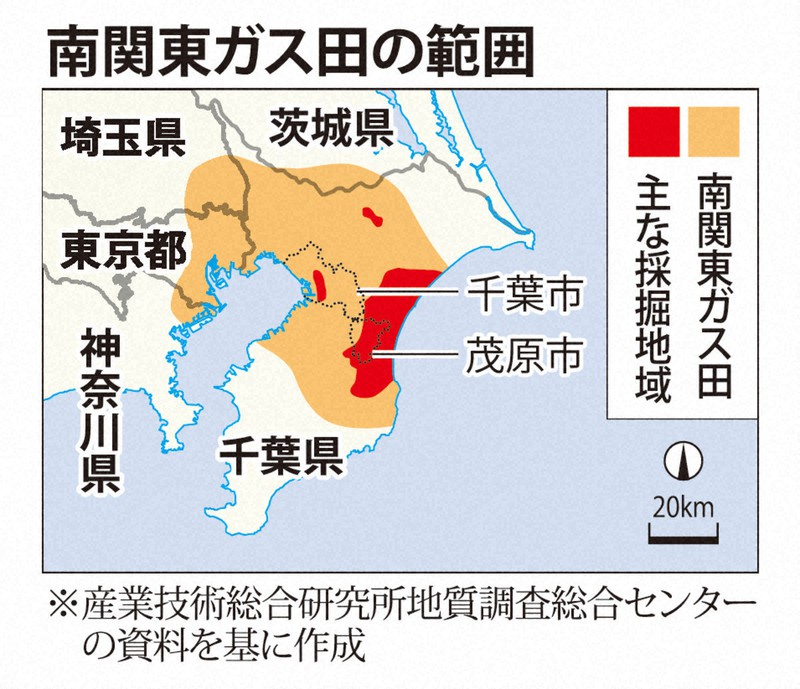 南関東ガス田の範囲
埼玉県
茨城県
東京都
神奈川県
千葉県
千葉市
茂原市
南関東ガス田
主な採掘地域
20km
※産業技術総合研究所地質調査総合センター
の資料を基に作成